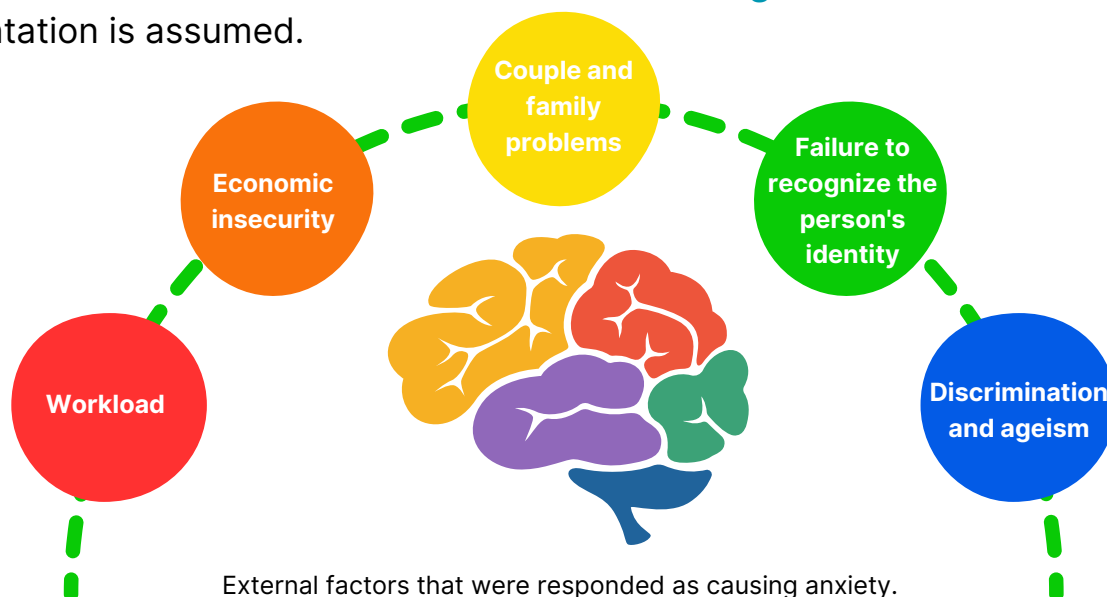 ntation is assumed.
Couple and
family
problems
Economic
insecurity
Failure to
recognize the
person's
identity
Workload
Discrimination
and ageism
External factors that were responded as causing anxiety.